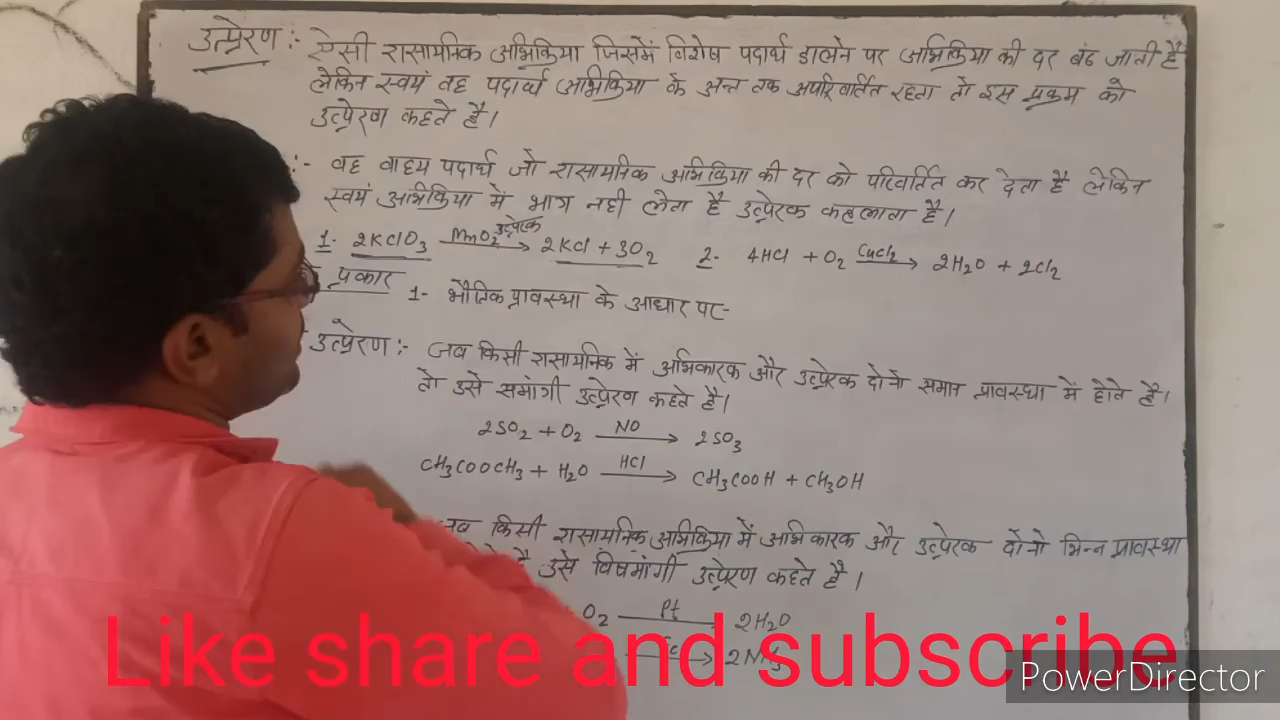 उत्प्रेरण :- ऐसी रासायनिक अभिक्रिया जिसमें विशेष पदार्थ डालने पर अभिक्रिया की दर बढ जाती है
लेकिन स्वयं वह पदार्थ अभिक्रिया के अन्त तक अपरिवर्तित रहता तो इस प्रक्रम को
उत्प्रेरण कहते है।
:- वह वाह्य पदार्थ जो रासायनिक अभिक्रिया की दर को परिवर्तित कर देता है लेकिन
स्वयं अभिक्रिया में भाग नही लेता है उत्प्रेरक कहलाता है।
1- 2KClO3 MnO2 उत्प्रेरक → 2KCl + 3O2 2- 4HCl + O2 CuCl2 → 2H2O + 2Cl2
प्रकार 1- भौतिक प्रावस्था के आधार पर-
उत्प्रेरण :- जब किसी रासायनिक में अभिकारक और उत्प्रेरक दोनो समान प्रावस्था में होते है।
तो उसे समांगी उत्प्रेरण कहते है।
2SO2 + O2 NO → 2SO3
CH3COOCH3 + H2O HCl → CH3COOH + CH3OH
जब किसी रासायनिक अभिक्रिया में अभिकारक और उत्प्रेरक दोनो भिन्न प्रावस्था
है उसे विषमांगी उत्प्रेरण कहते है।
O2 Pt → 2H2O
→ 2NH3
Like share and subscribe
PowerDirector